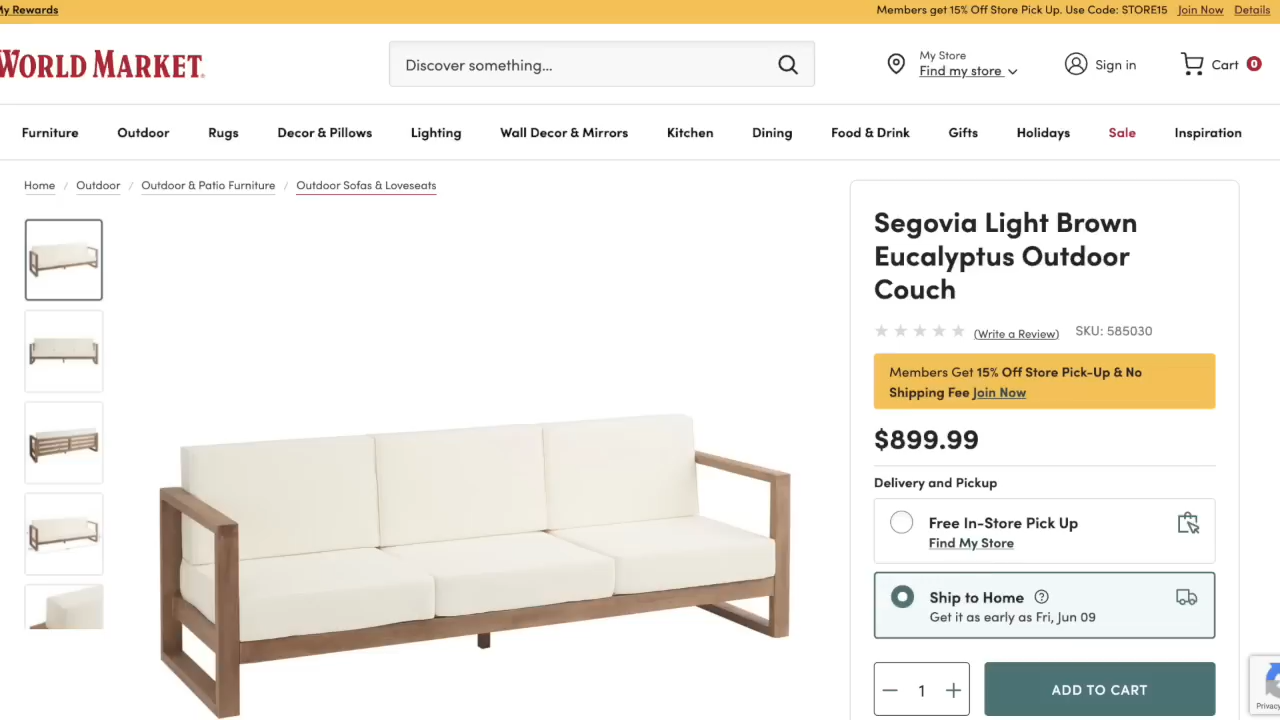 My Rewards
Members get 15% Off Store Pick Up. Use Code: STORE15 Join Now Details
WORLD MARKET.
Discover something...
My Store
Find my store
Sign in
Cart 0
Furniture Outdoor Rugs Decor & Pillows Lighting Wall Decor & Mirrors Kitchen Dining Food & Drink Gifts Holidays Sale Inspiration
Home / Outdoor / Outdoor & Patio Furniture / Outdoor Sofas & Loveseats
Segovia Light Brown
Eucalyptus Outdoor
Couch
(Write a Review) SKU: 585030
Members Get 15% Off Store Pick-Up & No
Shipping Fee Join Now
$899.99
Delivery and Pickup
Free In-Store Pick Up
Find My Store
Ship to Home ?
Get it as early as Fri, Jun 09
− 1 +
ADD TO CART
Privacy